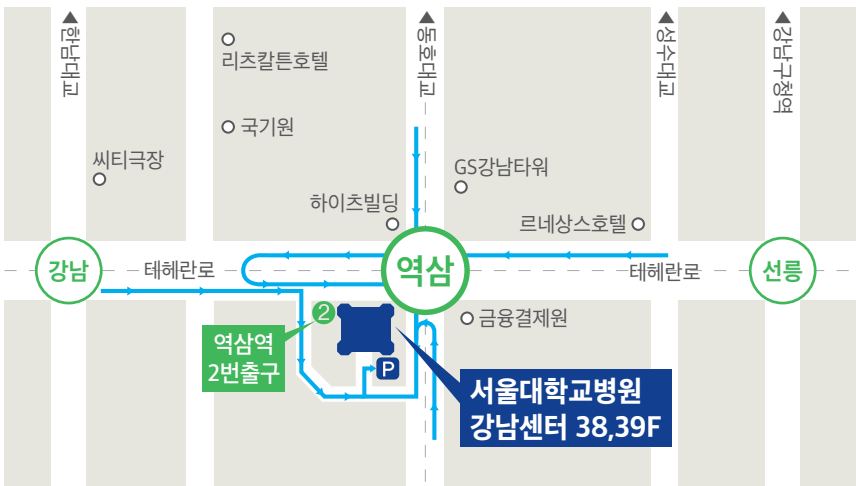 ◀한남대교
◀동호대교
◀성수대교
◀강남구청역
리츠칼튼호텔
국기원
씨티극장
GS강남타워
하이츠빌딩
르네상스호텔
강남
테헤란로
역삼
테헤란로
선릉
2
금융결제원
역삼역
2번출구
P
서울대학교병원
강남센터 38,39F